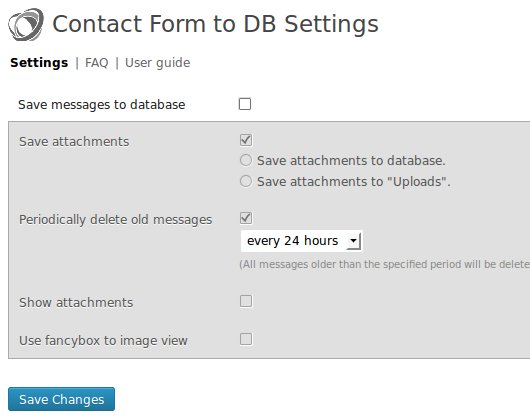 Contact Form to DB Settings
Settings | FAQ | User guide
Save messages to database
Save attachments
Save attachments to database.
Save attachments to "Uploads".
Periodically delete old messages
every 24 hours
(All messages older than the specified period will be delete
Show attachments
Use fancybox to image view
Save Changes